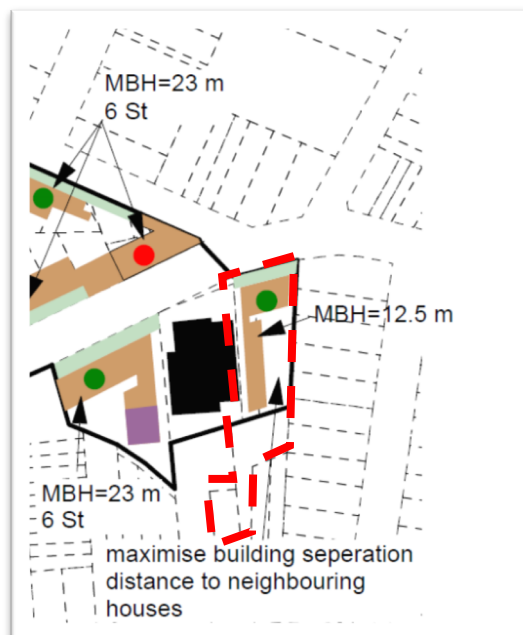 MBH=23 m
6 St
MBH=12.5 m
MBH=23 m
6 St
maximise building seperation
distance to neighbouring
houses